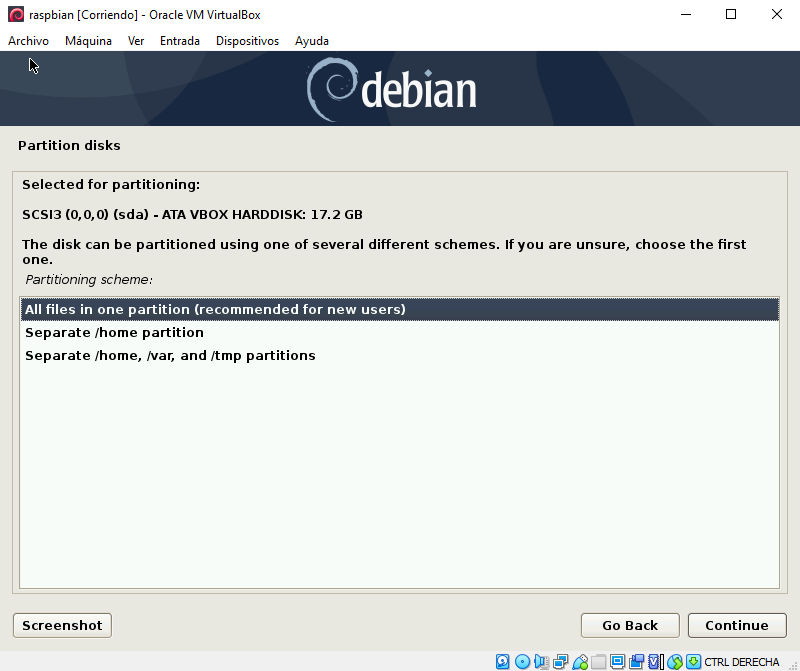 raspbian [Corriendo] - Oracle VM VirtualBox
Archivo Máquina Ver Entrada Dispositivos Ayuda
debian
Partition disks
Selected for partitioning:
SCSI3 (0,0,0) (sda) - ATA VBOX HARDDISK: 17.2 GB
The disk can be partitioned using one of several different schemes. If you are unsure, choose the first
one.
Partitioning scheme:
All files in one partition (recommended for new users)
Separate /home partition
Separate /home, /var, and /tmp partitions
Screenshot Go Back Continue
CTRL DERECHA